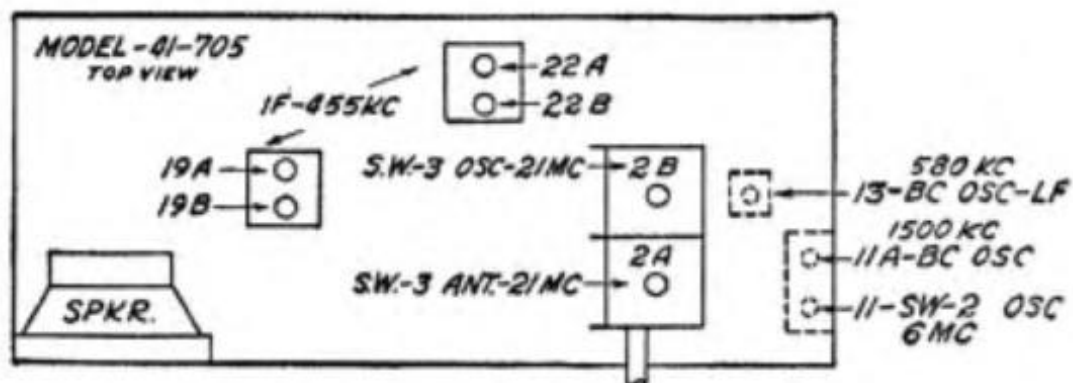 MODEL-41-705
TOP VIEW
IF-455KC
22A
22B
19A
19B
S.W.-3 OSC-21MC
2B
580 KC
13-BC OSC-LF
1500 KC
11A-BC OSC
2A
S.W.-3 ANT.-21MC
11-SW-2 OSC
6MC
SPKR.